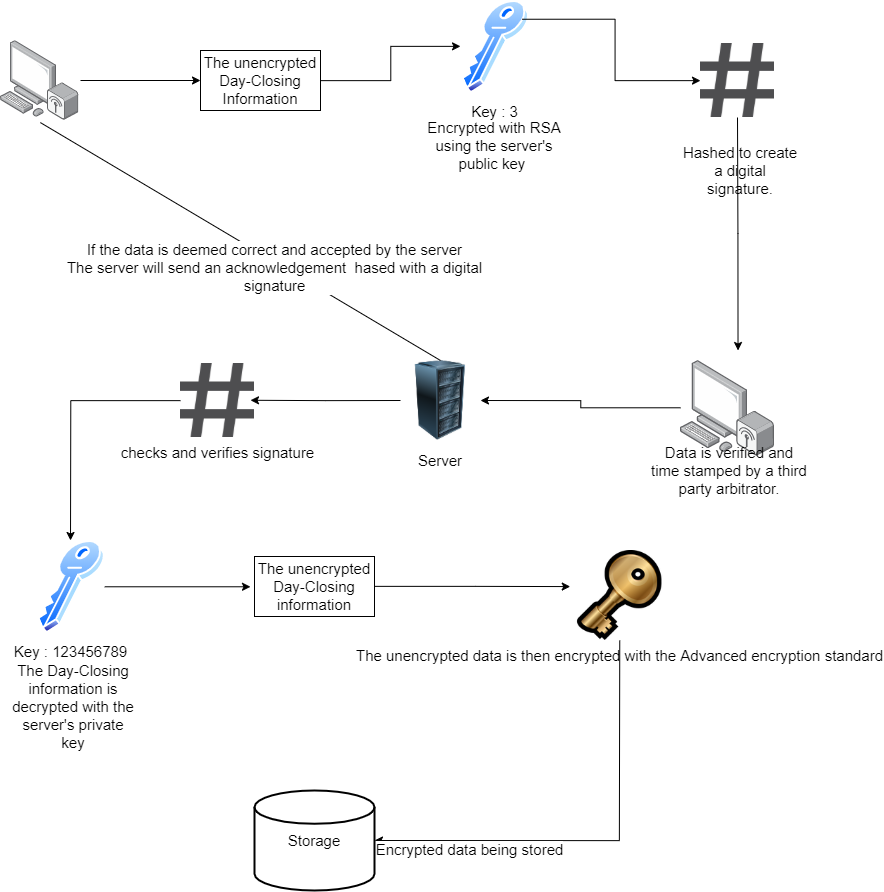 The unencrypted
Day-Closing
Information
Key : 3
Encrypted with RSA
using the server's
public key
Hashed to create
a digital
signature.
If the data is deemed correct and accepted by the server
The server will send an acknowledgement hased with a digital
signature
checks and verifies signature
Server
Data is verified and
time stamped by a third
party arbitrator.
The unencrypted
Day-Closing
information
Key : 123456789
The Day-Closing
information is
decrypted with the
server's private
key
The unencrypted data is then encrypted with the Advanced encryption standard
Storage
Encrypted data being stored